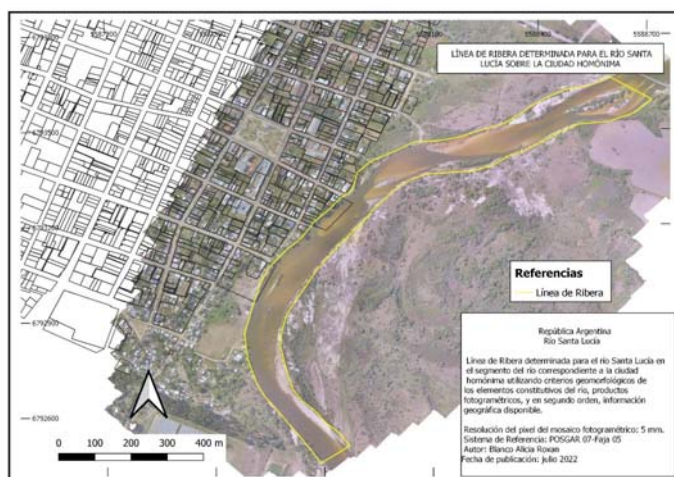 5587200
5588700
LÍNEA DE RIBERA DETERMINADA PARA EL RÍO SANTA
LUCÍA SOBRE LA CIUDAD HOMÓNIMA
6792900
6792600
Referencias
Línea de Ribera
República Argentina
Río Santa Lucía
Línea de Ribera determinada para el río Santa Lucía en
el segmento del río correspondiente a la ciudad
homónima utilizando criterios geomorfológicos de
los elementos constitutivos del río, productos
fotogramétricos, y en segundo orden, información
geográfica disponible.
Resolución del pixel del mosaico fotogramétrico: 5 mm.
Sistema de Referencia: POSGAR 07-Faja 05
Autor: Blanco Alicia Roxan
Fecha de publicación: julio 2022
0 100 200 300 400 m